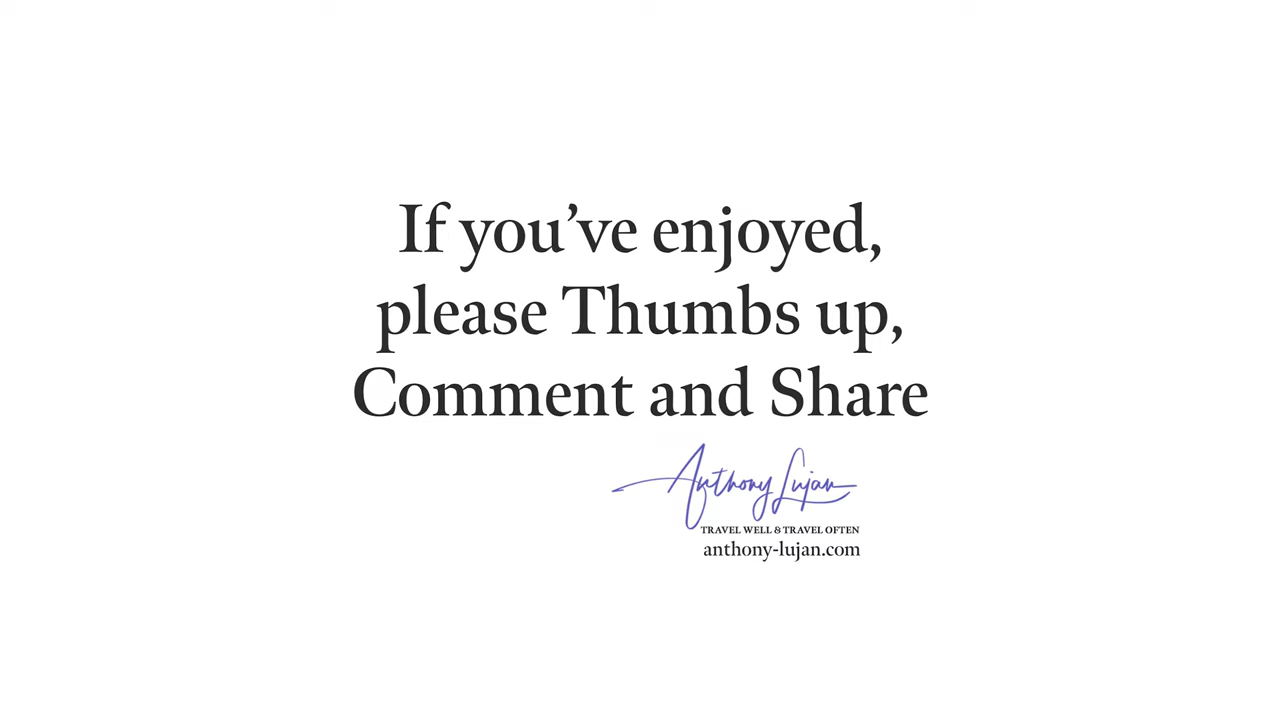 If you’ve enjoyed,
please Thumbs up,
Comment and Share
Anthony Lujan
TRAVEL WELL & TRAVEL OFTEN
anthony-lujan.com